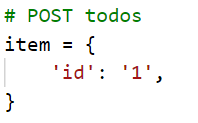 # POST todos
item = {
    'id': '1',
}